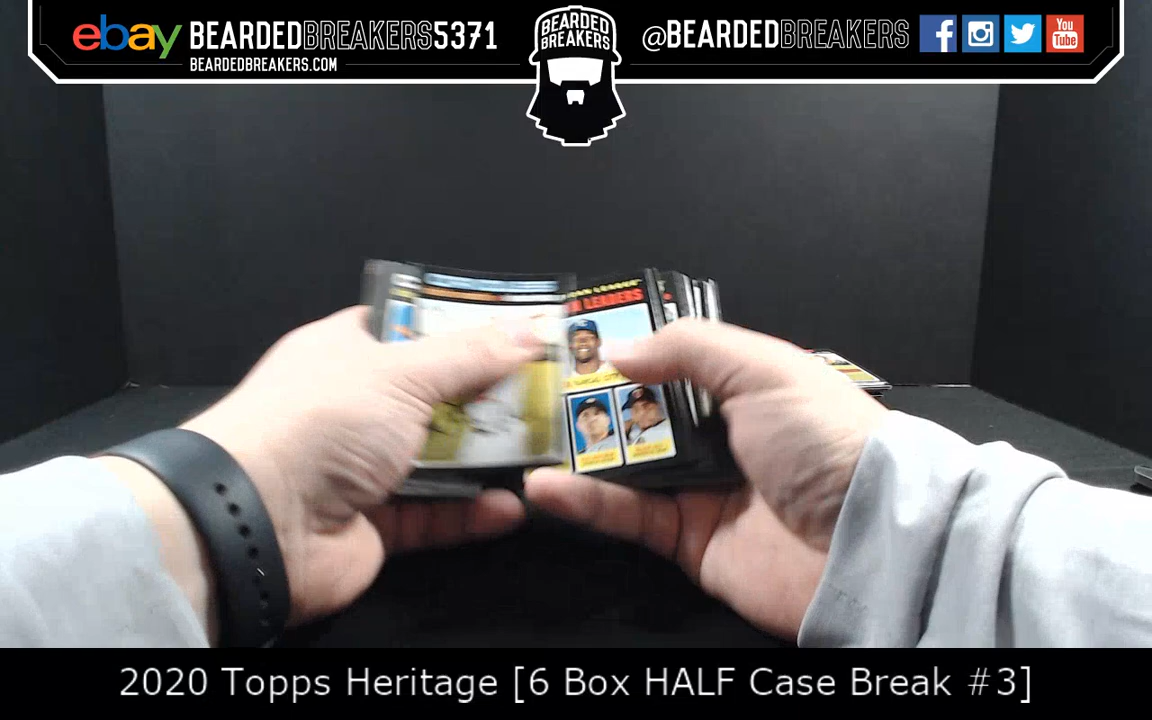 ebay BEARDEDBREAKERS5371
BEARDEDBREAKERS.COM
BEARDED
BREAKERS
@BEARDEDBREAKERS
You
Tube
LEADERS
2020 Topps Heritage [6 Box HALF Case Break #3]